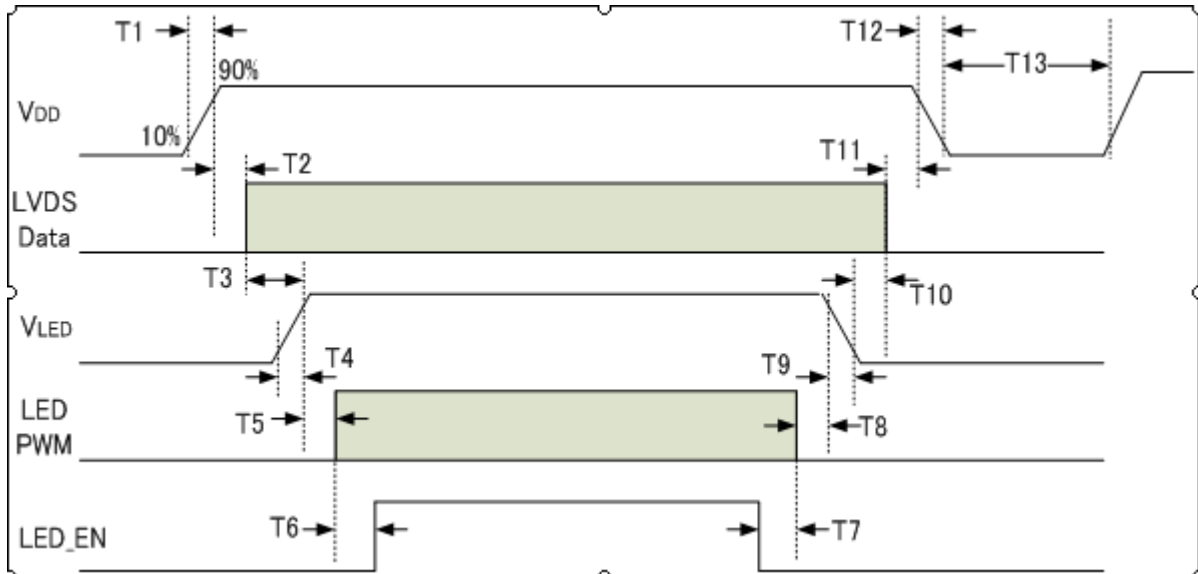 T1
T12
T13
90%
VDD
10%
T2
T11
LVDS
Data
T3
T10
VLED
T4
T9
LED
PWM
T5
T8
LED_EN
T6
T7